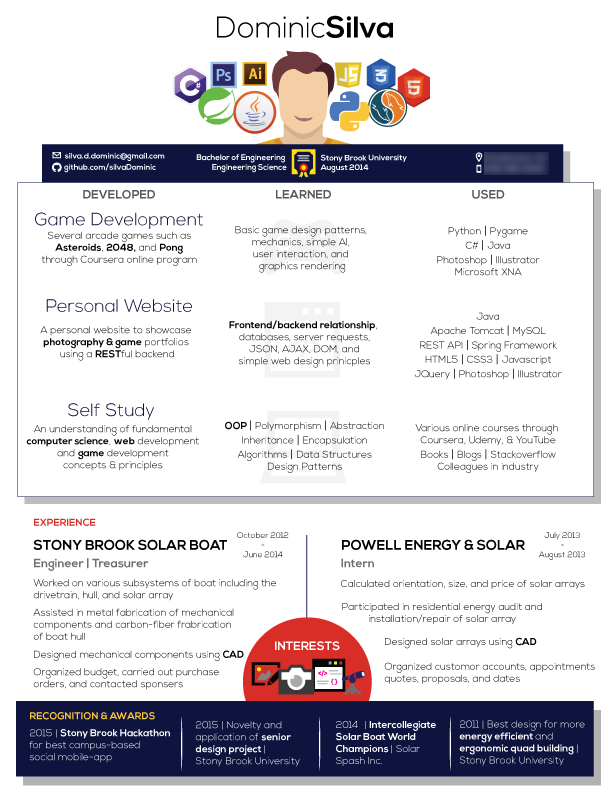 DominicSilva
C#
Ps
Ai
JS
3
5
silva.d.dominic@gmail.com
github.com/silvaDominic
Bachelor of Engineering
Engineering Science
Stony Brook University
August 2014
DEVELOPED
LEARNED
USED
Game Development
Several arcade games such as
Asteroids, 2048, and Pong
through Coursera online program
Basic game design patterns,
mechanics, simple AI,
user interaction, and
graphics rendering
Python | Pygame
C# | Java
Photoshop | Illustrator
Microsoft XNA
Personal Website
A personal website to showcase
photography & game portfolios
using a RESTful backend
Frontend/backend relationship,
databases, server requests,
JSON, AJAX, DOM, and
simple web design prinicples
Java
Apache Tomcat | MySQL
REST API | Spring Framework
HTML5 | CSS3 | Javascript
JQuery | Photoshop | Illustrator
Self Study
An understanding of fundamental
computer science, web development
and game development
concepts & principles
OOP | Polymorphism | Abstraction
Inheritance | Encapsulation
Algorithms | Data Structures
Design Patterns
Various online courses through
Coursera, Udemy, & YouTube
Books | Blogs | Stackoverflow
Colleagues in industry
EXPERIENCE
STONY BROOK SOLAR BOAT
October 2012
-
June 2014
Engineer | Treasurer
Worked on various subsystems of boat including the
drivetrain, hull, and solar array
Assisted in metal fabrication of mechanical
components and carbon-fiber frabrication
of boat hull
Designed mechanical components using CAD
Organized budget, carried out purchase
orders, and contacted sponsers
POWELL ENERGY & SOLAR
July 2013
-
August 2013
Intern
Calculated orientation, size, and price of solar arrays
Participated in residential energy audit and
installation/repair of solar array
Designed solar arrays using CAD
Organized customor accounts, appointments
quotes, proposals, and dates
INTERESTS
RECOGNITION & AWARDS
2015 | Stony Brook Hackathon
for best campus-based
social mobile-app
2015 | Novelty and
application of senior
design project |
Stony Brook University
2014 | Intercollegiate
Solar Boat World
Champions | Solar
Spash Inc.
2011 | Best design for more
energy efficient and
ergonomic quad building |
Stony Brook University